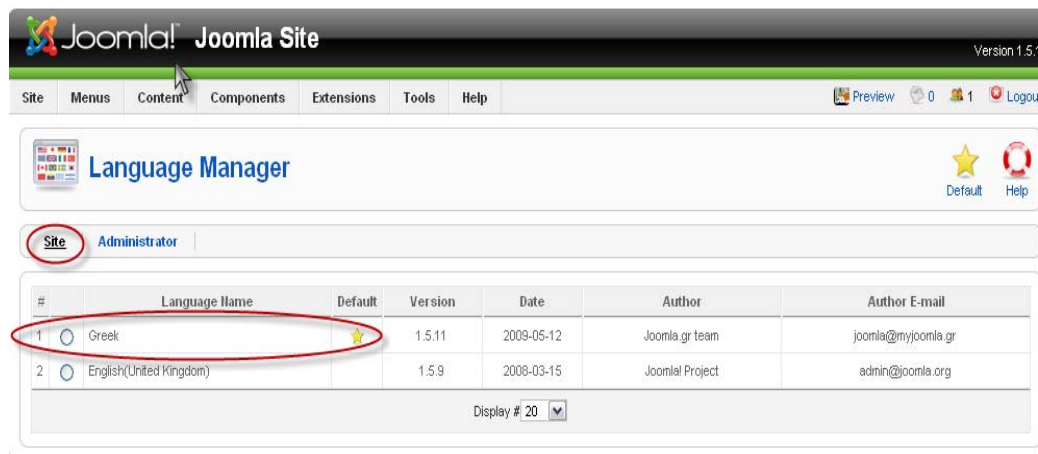 Joomla! Joomla Site
Version 1.5.1
Site Menus Content Components Extensions Tools Help Preview 0 1 Logou
Language Manager
Default Help
Site Administrator
# Language Name Default Version Date Author Author E-mail
1 Greek 1.5.11 2009-05-12 Joomla.gr team joomla@myjoomla.gr
2 English(United Kingdom) 1.5.9 2008-03-15 Joomla! Project admin@joomla.org
Display # 20